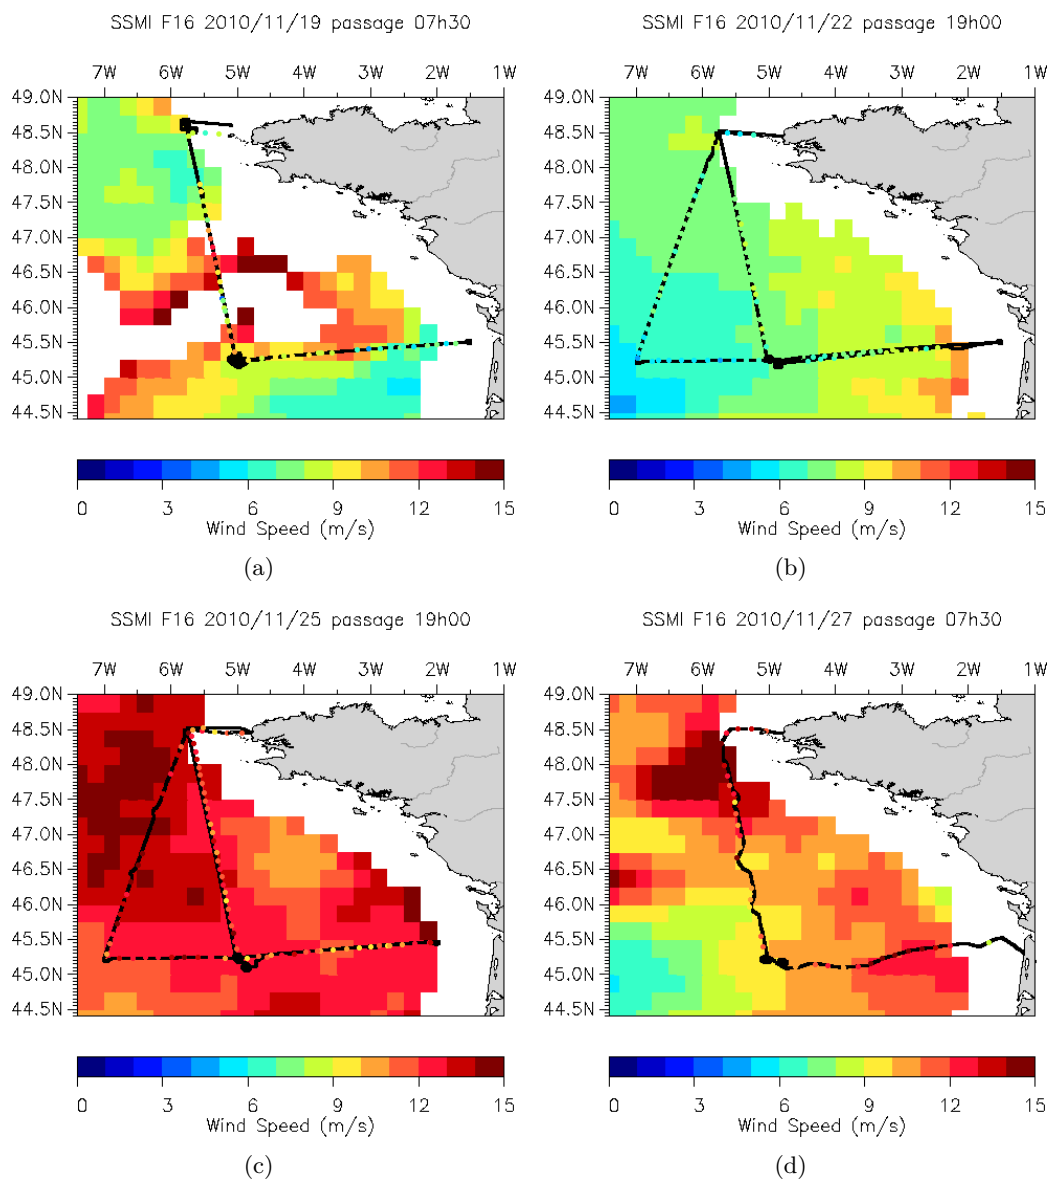 SSMI F16 2010/11/19 passage 07h30
7W 6W 5W 4W 3W 2W 1W
49.0N
48.5N
48.0N
47.5N
47.0N
46.5N
46.0N
45.5N
45.0N
44.5N
0 3 6 9 12 15
Wind Speed (m/s)
(a)
SSMI F16 2010/11/22 passage 19h00
7W 6W 5W 4W 3W 2W 1W
49.0N
48.5N
48.0N
47.5N
47.0N
46.5N
46.0N
45.5N
45.0N
44.5N
0 3 6 9 12 15
Wind Speed (m/s)
(b)
SSMI F16 2010/11/25 passage 19h00
7W 6W 5W 4W 3W 2W 1W
49.0N
48.5N
48.0N
47.5N
47.0N
46.5N
46.0N
45.5N
45.0N
44.5N
0 3 6 9 12 15
Wind Speed (m/s)
(c)
SSMI F16 2010/11/27 passage 07h30
7W 6W 5W 4W 3W 2W 1W
49.0N
48.5N
48.0N
47.5N
47.0N
46.5N
46.0N
45.5N
45.0N
44.5N
0 3 6 9 12 15
Wind Speed (m/s)
(d)